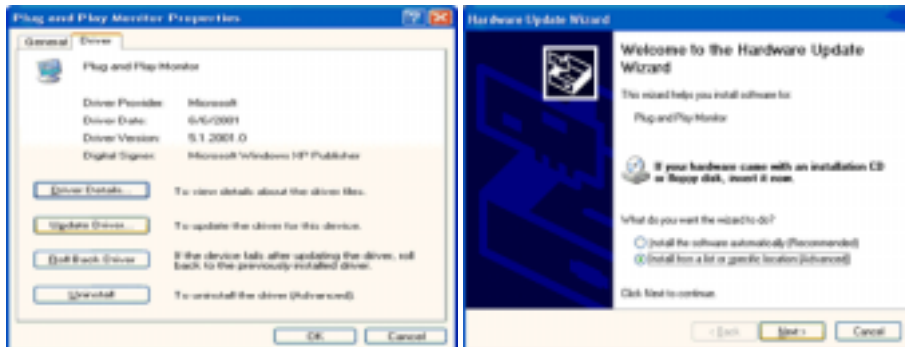 Plug and Play Monitor Properties
General
Driver
Plug and Play Monitor
Driver Provider: Microsoft
Driver Date: 6/6/2001
Driver Version: 5.1.2001.0
Digital Signer: Microsoft Windows XP Publisher
Driver Details...
To view details about the driver files.
Update Driver...
To update the driver for this device.
Roll Back Driver
If the device fails after updating the driver, roll
back to the previously installed driver.
Uninstall
To uninstall the driver (Advanced).
OK
Cancel
Hardware Update Wizard
Welcome to the Hardware Update
Wizard
This wizard helps you install software for:
Plug and Play Monitor
If your hardware came with an installation CD
or floppy disk, insert it now.
What do you want the wizard to do?
Install the software automatically (Recommended)
Install from a list or specific location (Advanced)
Click Next to continue.
< Back
Next >
Cancel